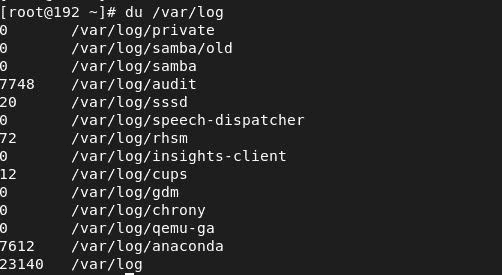 [root@192 ~]# du /var/log
0       /var/log/private
0       /var/log/samba/old
0       /var/log/samba
7748    /var/log/audit
20      /var/log/sssd
0       /var/log/speech-dispatcher
72      /var/log/rhsm
0       /var/log/insights-client
12      /var/log/cups
0       /var/log/gdm
0       /var/log/chrony
0       /var/log/qemu-ga
7612    /var/log/anaconda
23140   /var/log